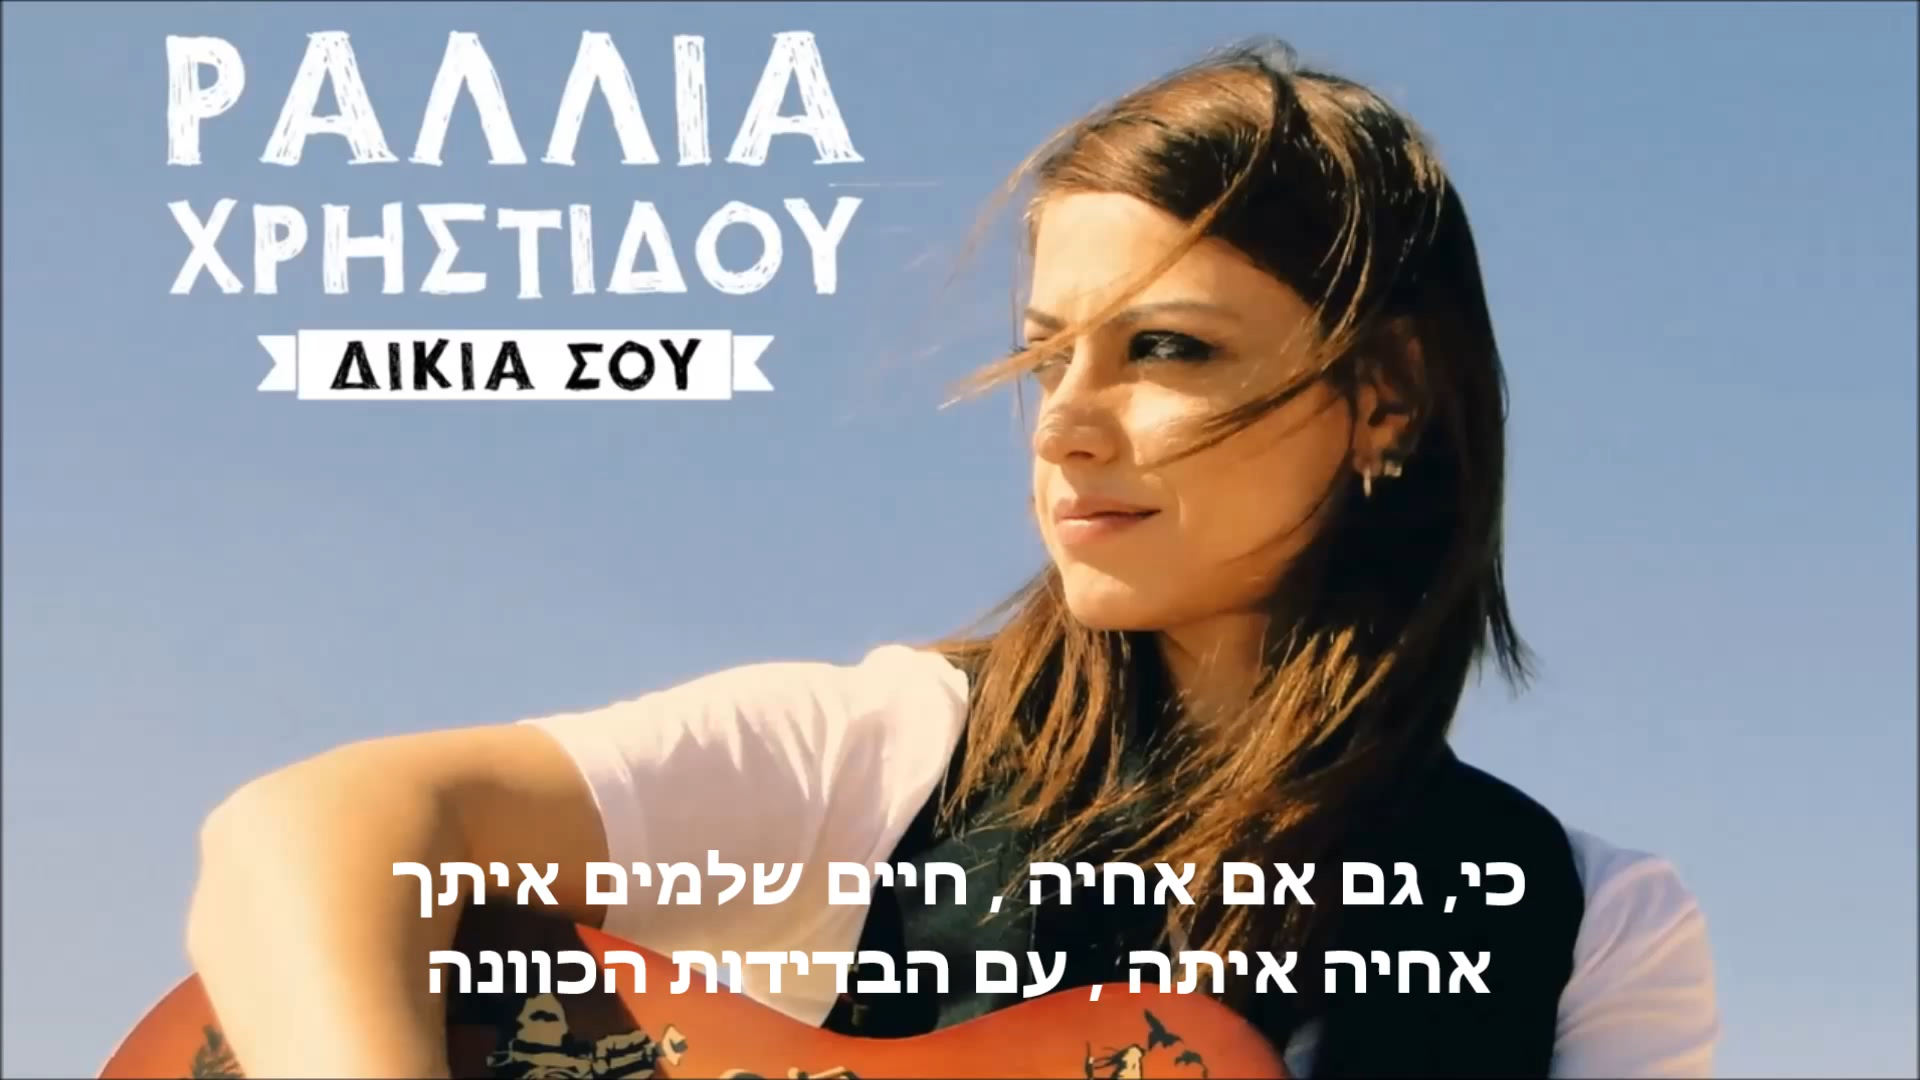 ΡΑΛΛΙΑ
ΧΡΗΣΤΙΔΟΥ
ΔΙΚΙΑ ΣΟΥ
כי, גם אם אחיה , חיים שלמים איתך
אחיה איתה , עם הבדידות הכוונה